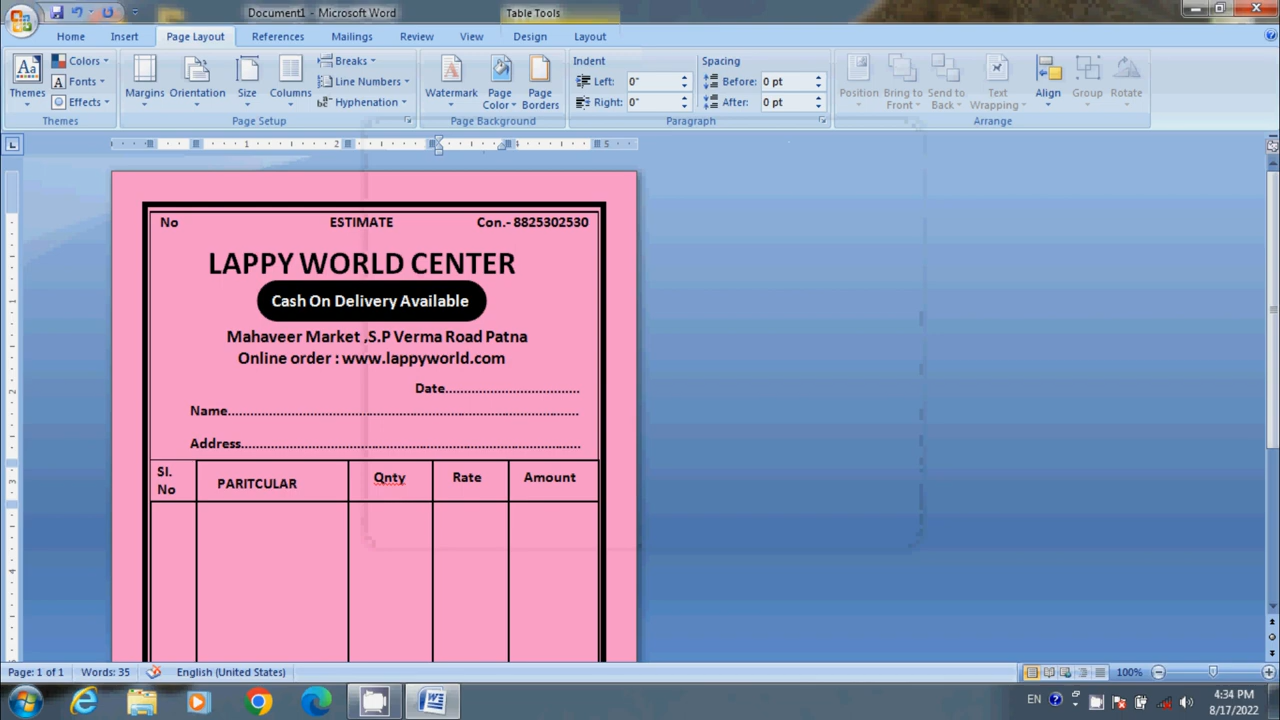 Document1 - Microsoft Word
Table Tools
Home Insert Page Layout References Mailings Review View Design Layout
Themes
Colors
Fonts
Effects
Themes
Margins
Orientation
Size
Columns
Breaks
Line Numbers
Hyphenation
Page Setup
Watermark
Page Color
Page Borders
Page Background
Indent
Left: 0"
Right: 0"
Spacing
Before: 0 pt
After: 0 pt
Paragraph
Position
Bring to Front
Send to Back
Text Wrapping
Align
Group
Rotate
Arrange
1 2 4 5
No ESTIMATE Con.- 8825302530
LAPPY WORLD CENTER
Cash On Delivery Available
Mahaveer Market ,S.P Verma Road Patna
Online order : www.lappyworld.com
Date..................................
Name.........................................................................................
Address......................................................................................
Sl. No PARITCULAR Qnty Rate Amount
Page: 1 of 1 Words: 35 English (United States) 100%
EN 4:34 PM
8/17/2022